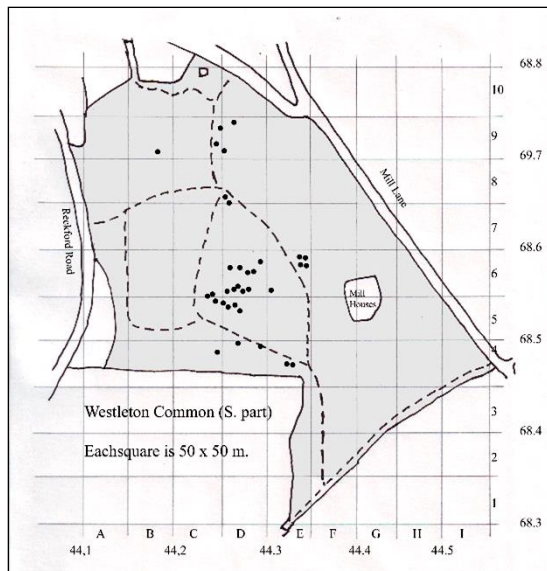 68.8
10
9
69.7
8
Mill Lane
7
Reckford Road
68.6
6
Mill
Houses
5
68.5
4
Westleton Common (S. part)
3
Eachsquare is 50 x 50 m.
68.4
2
1
68.3
A B C D E F G H I
44,1 44.2 44.3 44.4 44.5